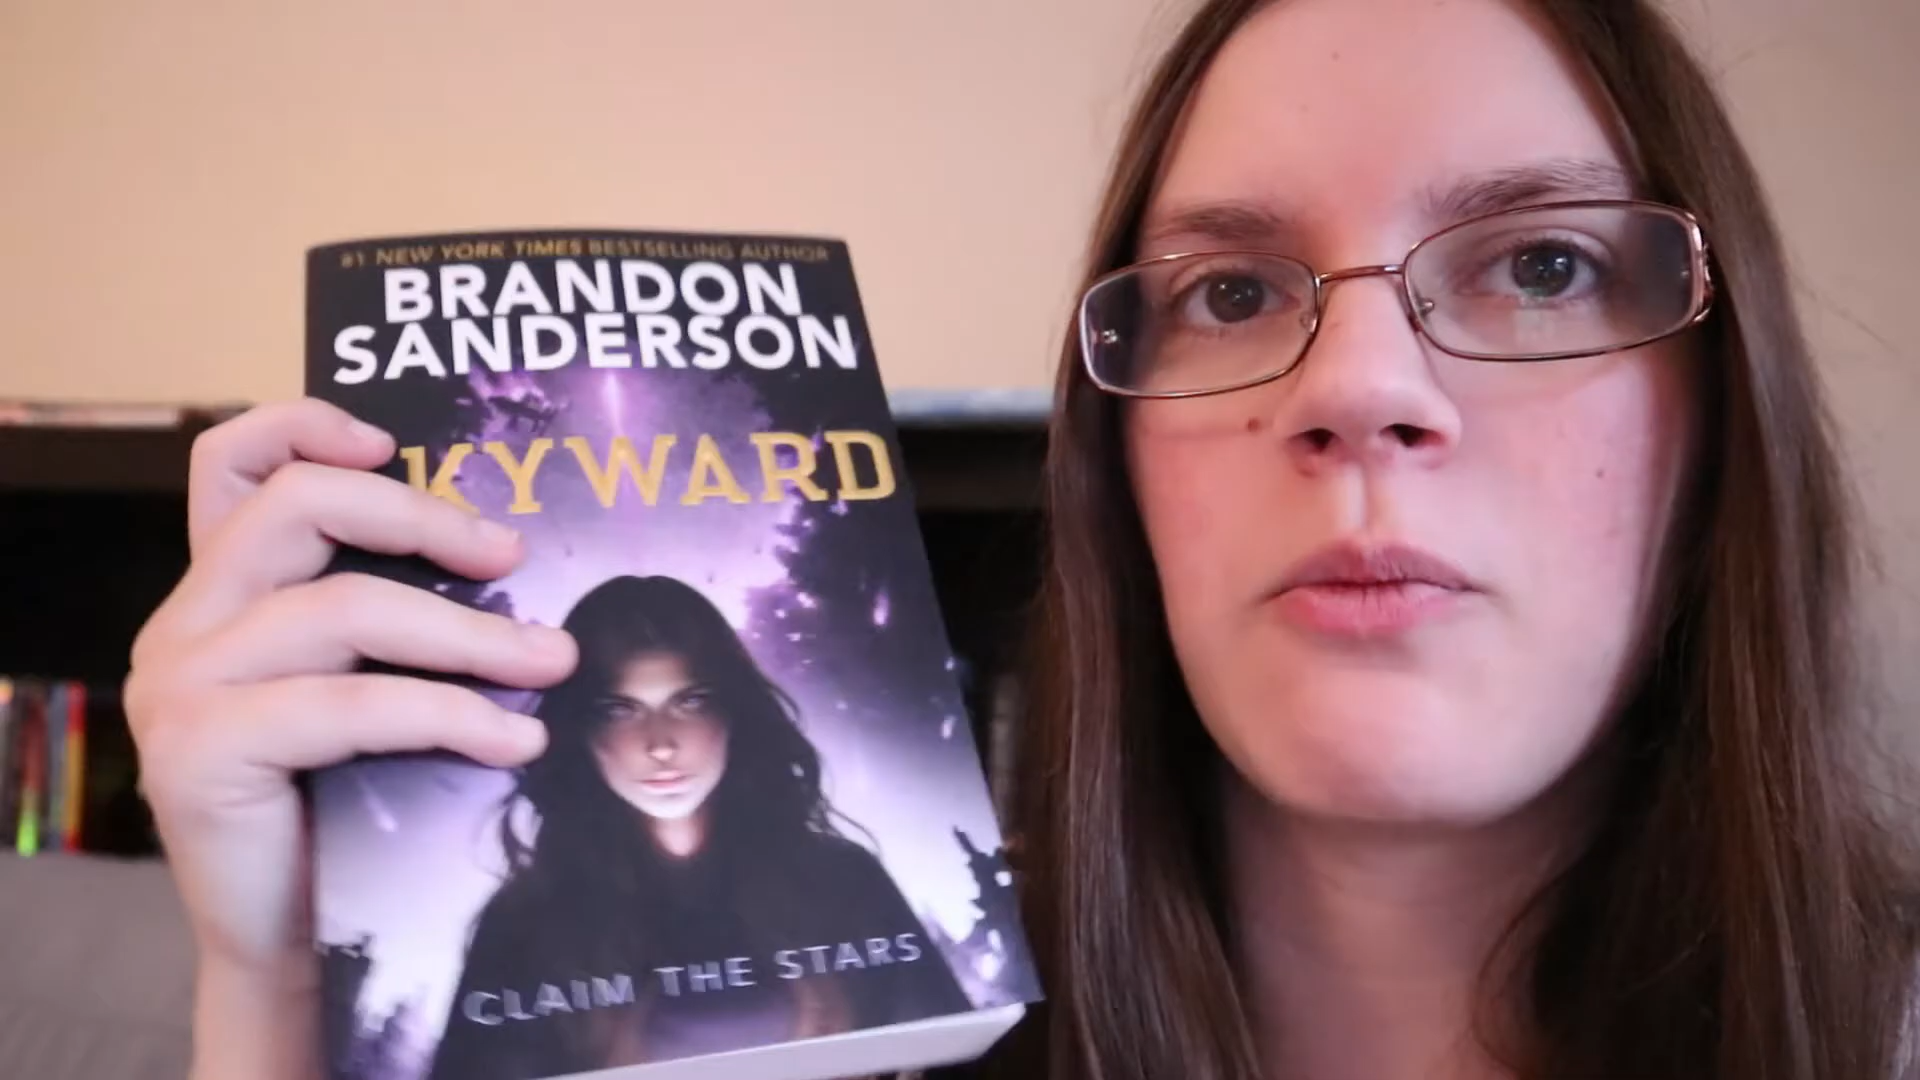 #1 NEW YORK TIMES BESTSELLING AUTHOR
BRANDON
SANDERSON
KYWARD
CLAIM THE STARS